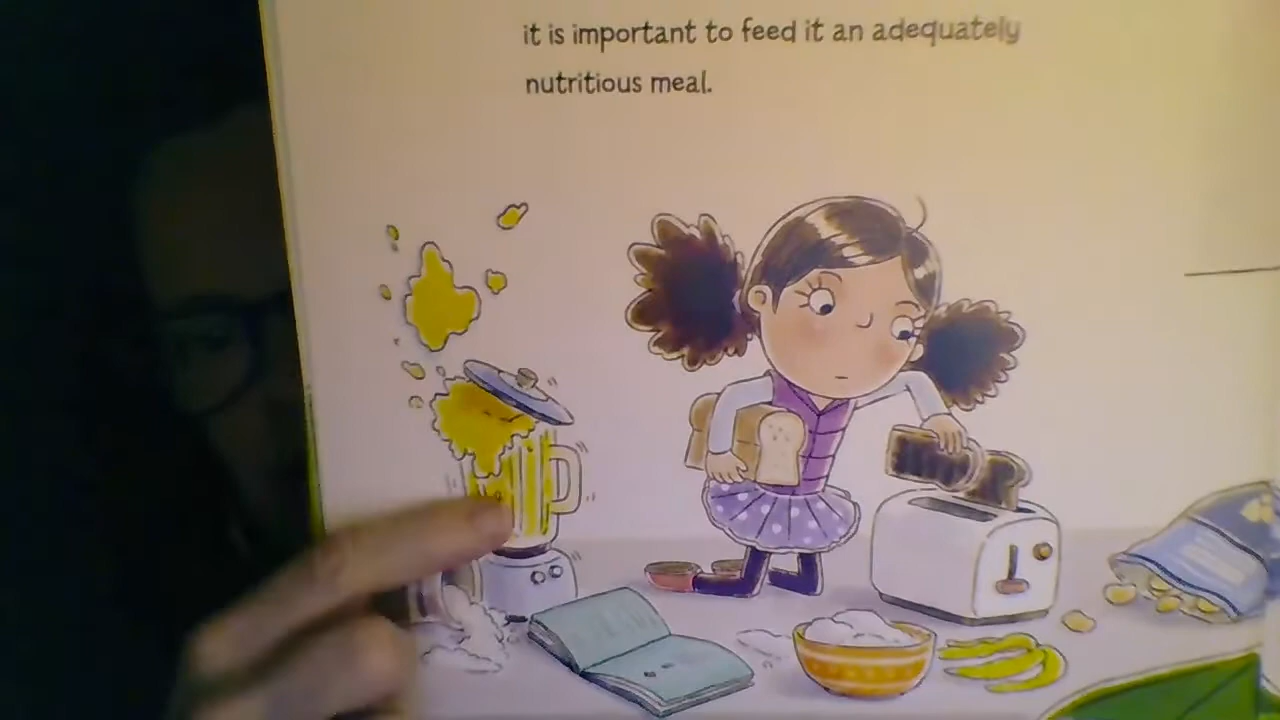 it is important to feed it an adequately
nutritious meal.